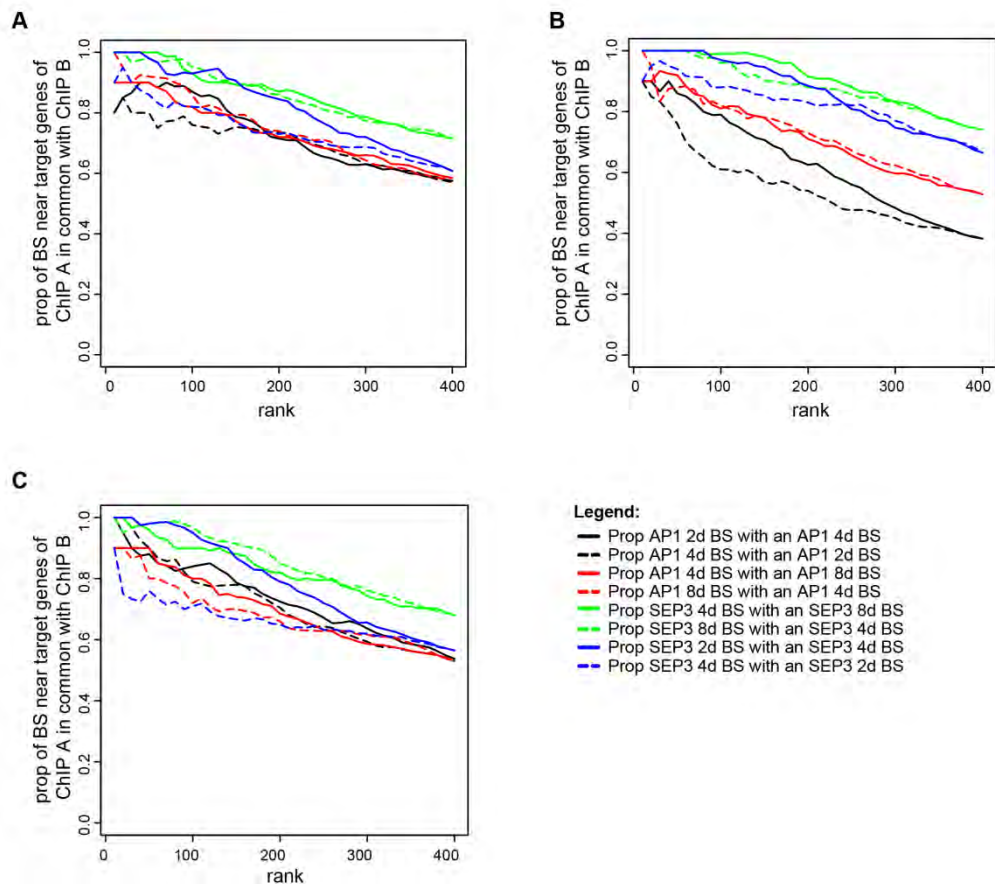 A
prop of BS near target genes of
ChIP A in common with ChIP B
1.0
0.8
0.6
0.4
0.2
0.0
0 100 200 300 400
rank
B
prop of BS near target genes of
ChIP A in common with ChIP B
1.0
0.8
0.6
0.4
0.2
0.0
0 100 200 300 400
rank
C
prop of BS near target genes of
ChIP A in common with ChIP B
1.0
0.8
0.6
0.4
0.2
0.0
0 100 200 300 400
rank
Legend:
Prop AP1 2d BS with an AP1 4d BS
Prop AP1 4d BS with an AP1 2d BS
Prop AP1 4d BS with an AP1 8d BS
Prop AP1 8d BS with an AP1 4d BS
Prop SEP3 4d BS with an SEP3 8d BS
Prop SEP3 8d BS with an SEP3 4d BS
Prop SEP3 2d BS with an SEP3 4d BS
Prop SEP3 4d BS with an SEP3 2d BS